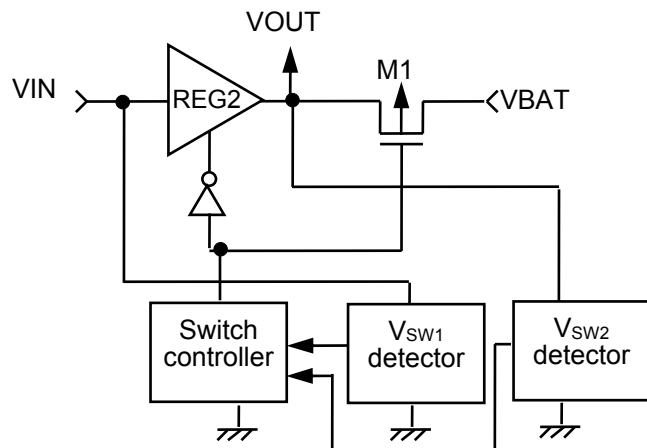 VOUT
M1
VIN
REG2
VBAT
Switch
controller
VSW1
detector
VSW2
detector